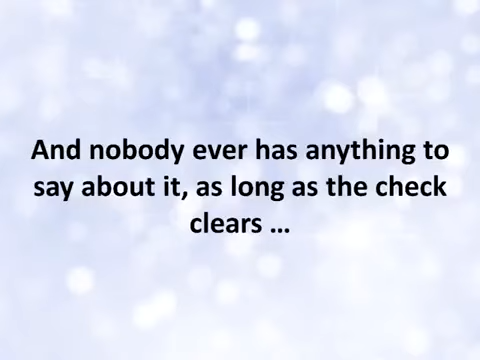 And nobody ever has anything to
say about it, as long as the check
clears …